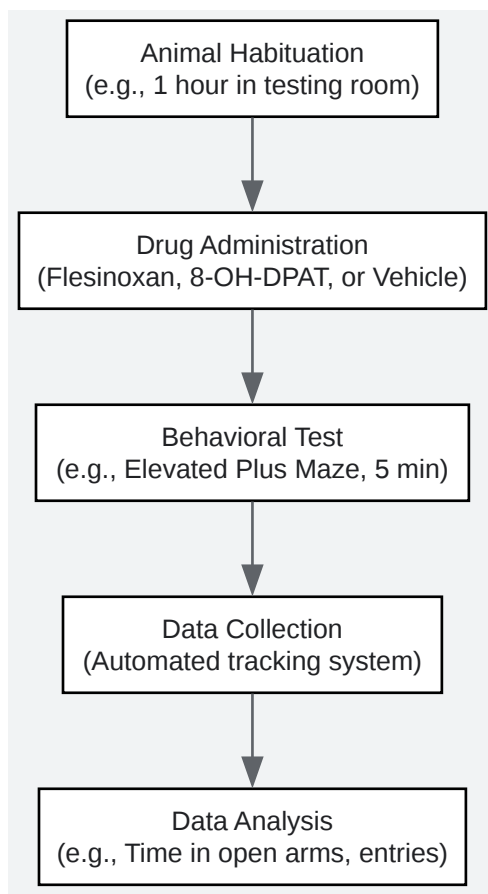 Animal Habituation
(e.g., 1 hour in testing room)
Drug Administration
(Flesinoxan, 8-OH-DPAT, or Vehicle)
Behavioral Test
(e.g., Elevated Plus Maze, 5 min)
Data Collection
(Automated tracking system)
Data Analysis
(e.g., Time in open arms, entries)